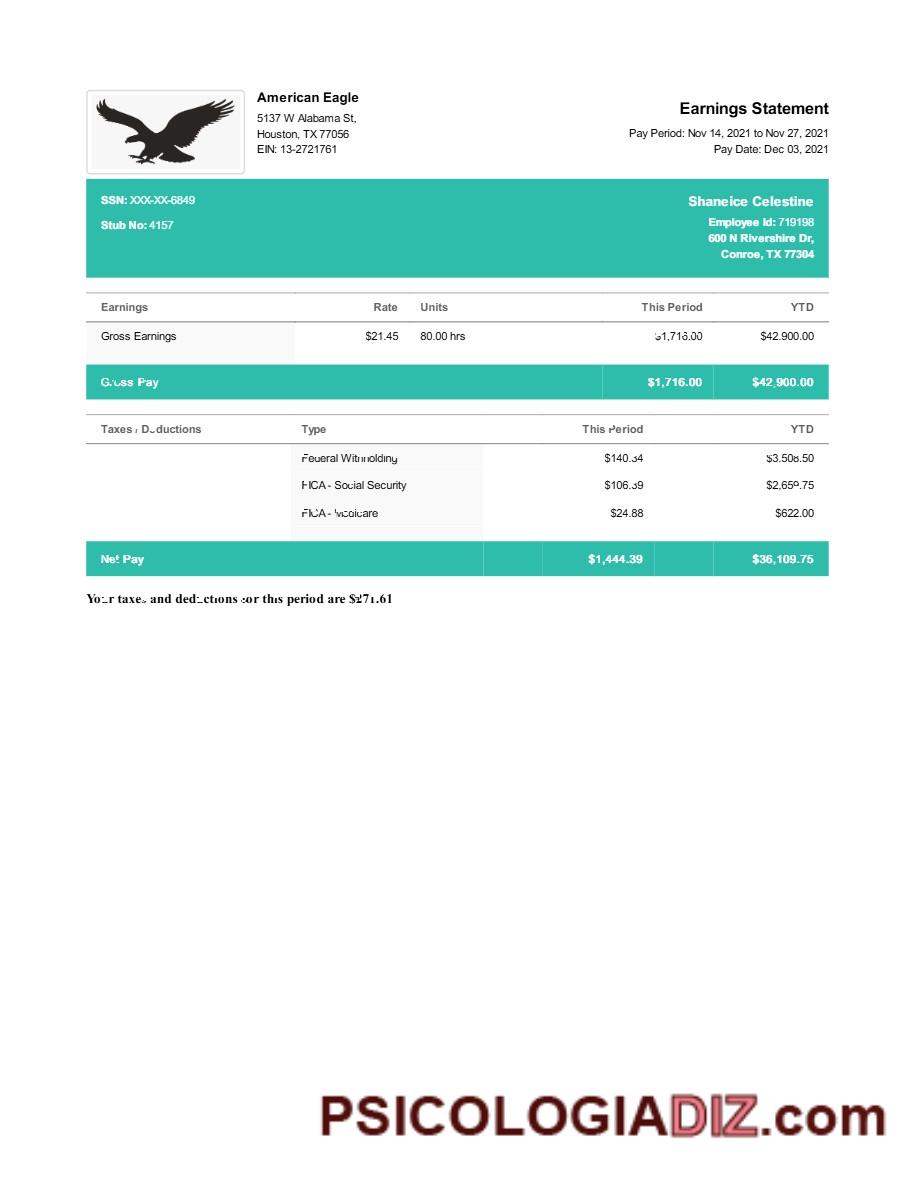 American Eagle
5137 W Alabama St,
Houston, TX 77056
EIN: 13-2721761
Earnings Statement
Pay Period: Nov 14, 2021 to Nov 27, 2021
Pay Date: Dec 03, 2021
SSN: XXX-XX-6849
Stub No: 4157
Shaneice Celestine
Employee Id: 719198
600 N Rivershire Dr,
Conroe, TX 77304
Earnings Rate Units This Period YTD
Gross Earnings $21.45 80.00 hrs $1,716.00 $42.900.00
Gross Pay $1,716.00 $42,900.00
Taxes / Deductions Type This Period YTD
Federal Withholding $140.34 $3.508.50
FICA - Social Security $106.39 $2,659.75
FICA - Medicare $24.88 $622.00
Net Pay $1,444.39 $36,109.75
Your taxes and deductions for this period are $271.61
PSICOLOGIADIZ.com